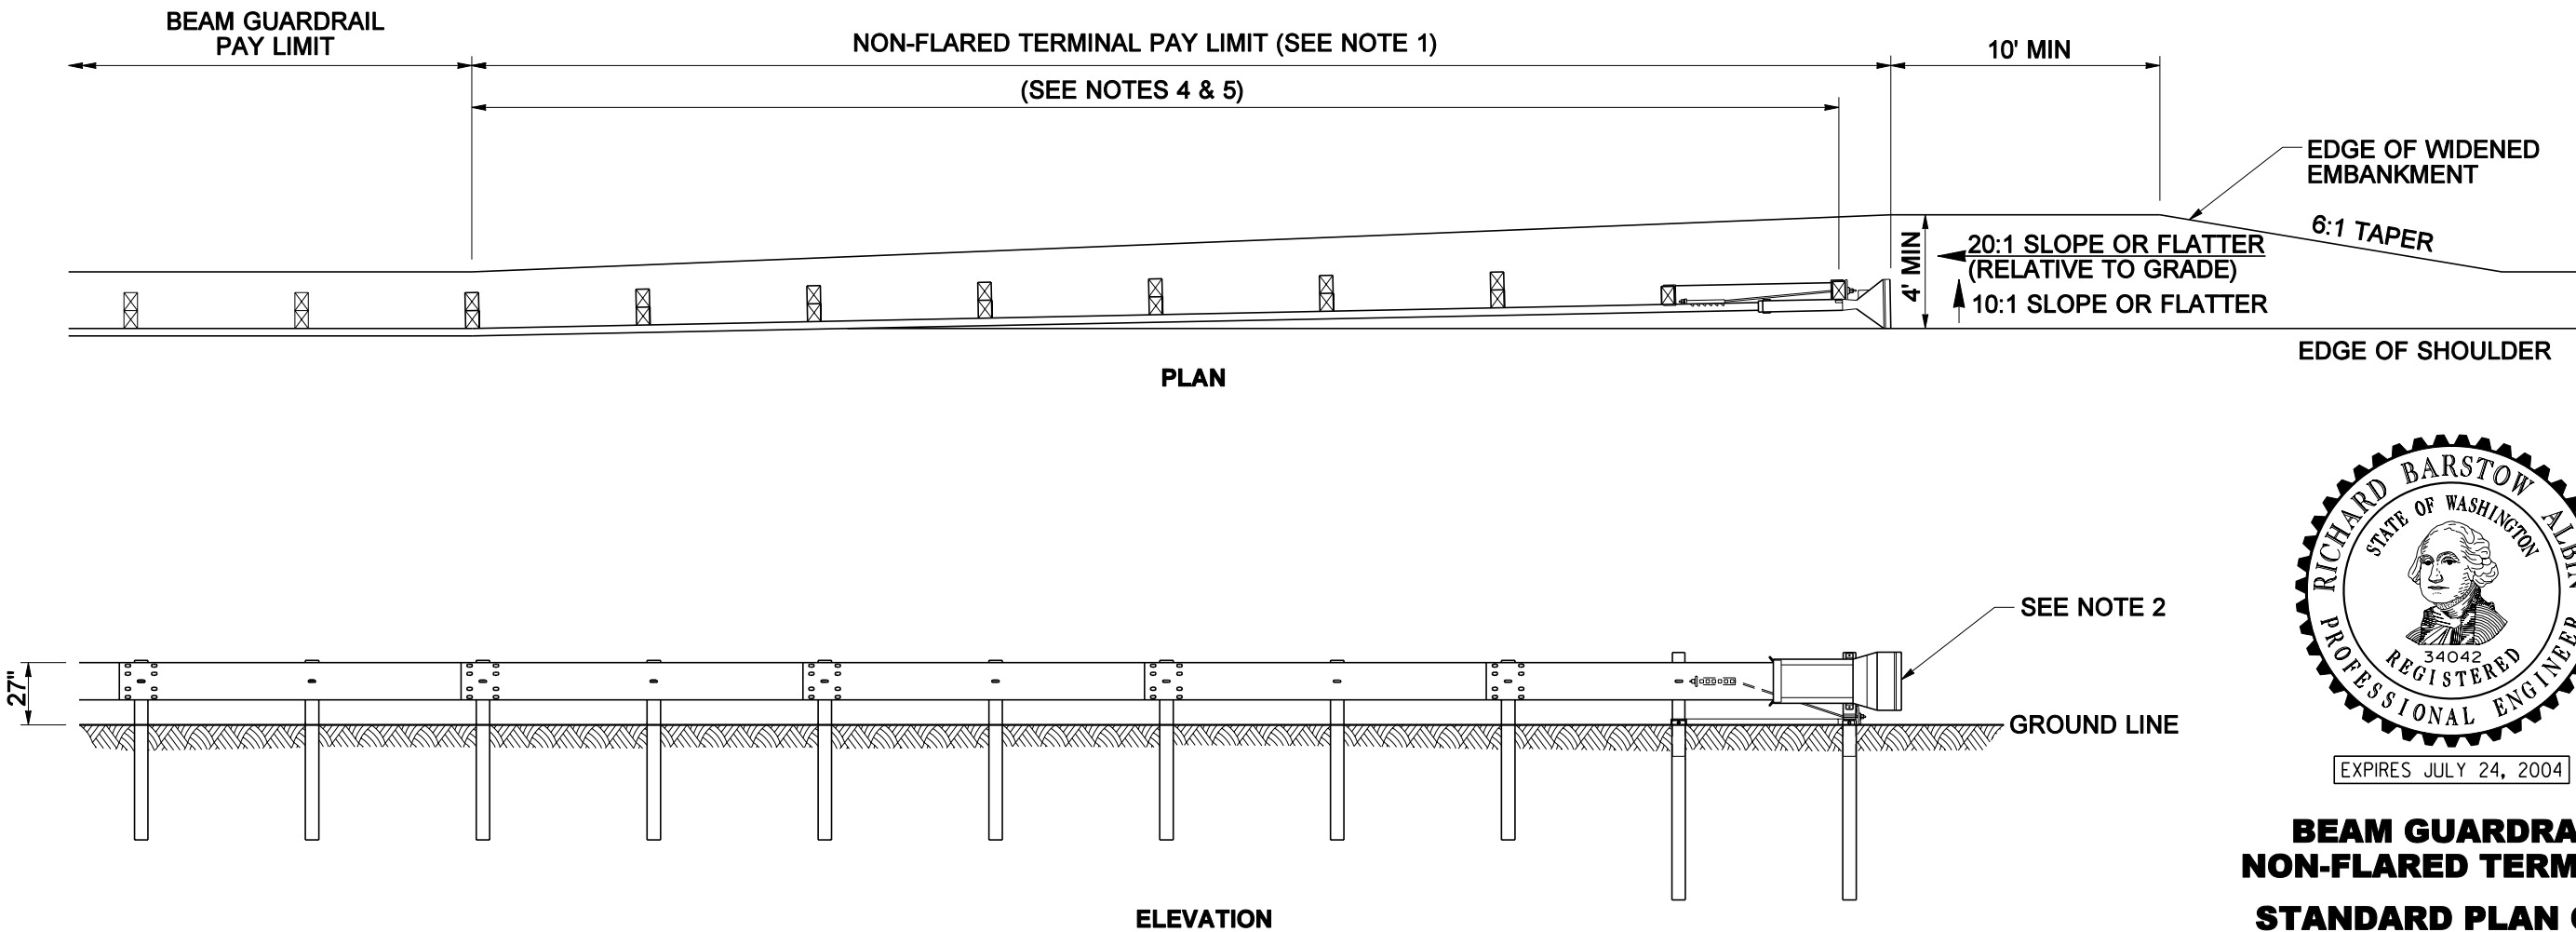 BEAM GUARDRAIL
PAY LIMIT
NON-FLARED TERMINAL PAY LIMIT (SEE NOTE 1)
10' MIN
(SEE NOTES 4 & 5)
EDGE OF WIDENED
EMBANKMENT
6:1 TAPER
4' MIN
20:1 SLOPE OR FLATTER
(RELATIVE TO GRADE)
10:1 SLOPE OR FLATTER
EDGE OF SHOULDER
PLAN
RICHARD BARSTOW ALBIN
STATE OF WASHINGTON
34042
REGISTERED
PROFESSIONAL ENGINEER
EXPIRES JULY 24, 2004
SEE NOTE 2
27"
GROUND LINE
ELEVATION
BEAM GUARDRA
NON-FLARED TERM
STANDARD PLAN